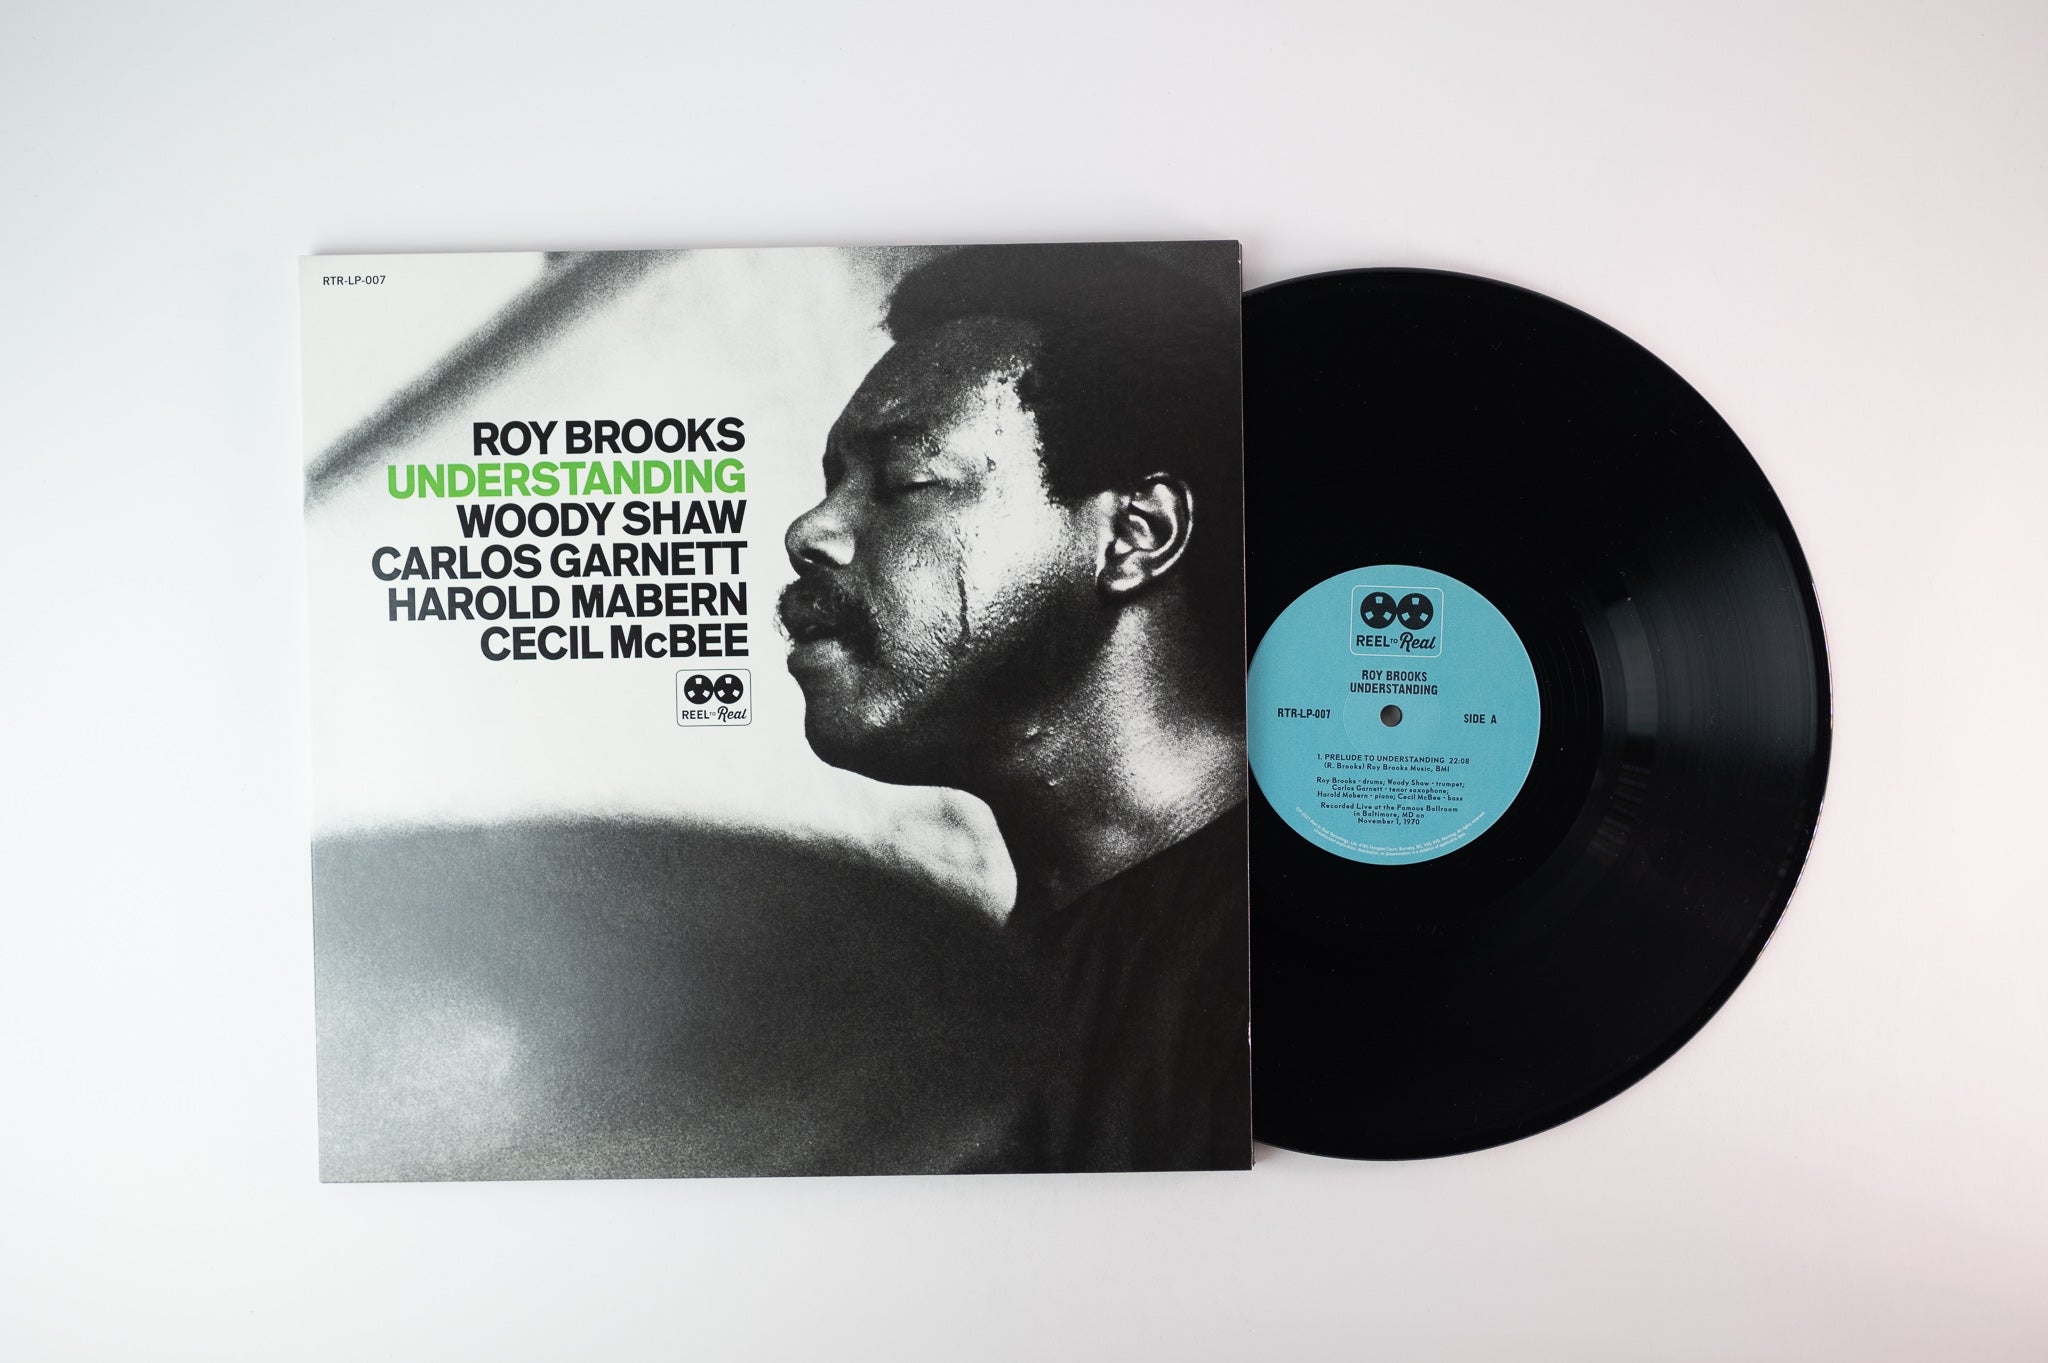 RTR-LP-007
ROY BROOKS
UNDERSTANDING
WOODY SHAW
CARLOS GARNETT
HAROLD MABERN
CECIL McBEE
REEL TO Real
REEL TO Real
ROY BROOKS
UNDERSTANDING
RTR-LP-007 SIDE A
1. PRELUDE TO UNDERSTANDING 22:08
(R. Brooks) Roy Brooks Music, BMI
Roy Brooks - drums; Woody Shaw - trumpet;
Carlos Garnett - tenor saxophone;
Harold Mabern - piano; Cecil McBee - bass
Recorded Live at the Famous Ballroom
in Baltimore, MD on
November 1, 1970